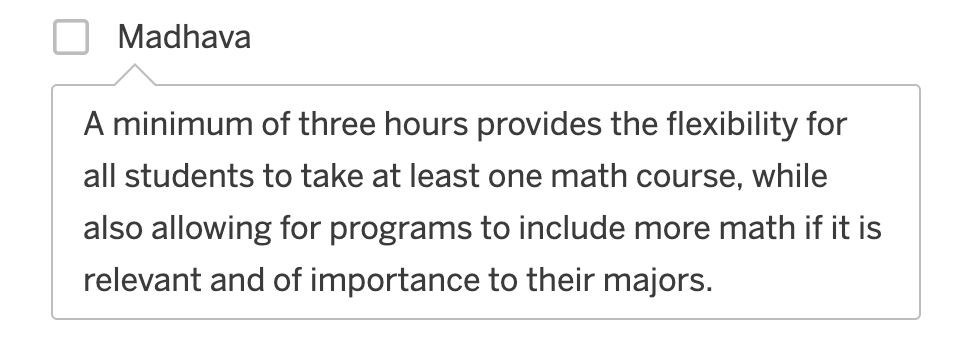 Madhava
A minimum of three hours provides the flexibility for
all students to take at least one math course, while
also allowing for programs to include more math if it is
relevant and of importance to their majors.